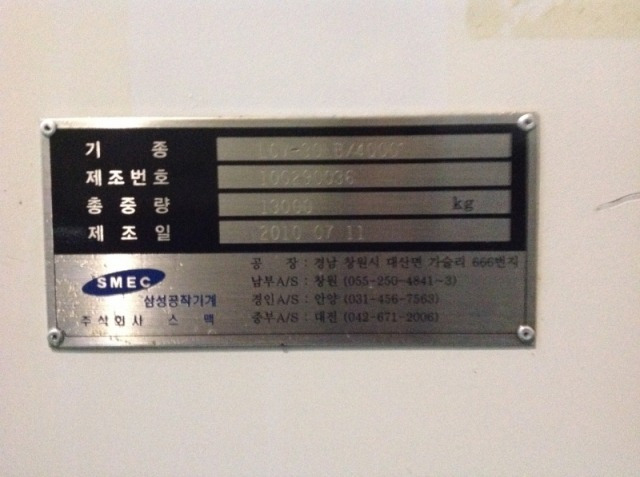 기 종
제조번호 100290036
총중량 13000 kg
제조일 2010 07 11
SMEC
삼성공작기계
주식회사 스 맥
공 장 : 경남 창원시 대산면 가술리 666번지
남부A/S : 창원 (055-250-4841~3)
경인A/S : 안양 (031-456-7563)
중부A/S : 대전 (042-671-2006)